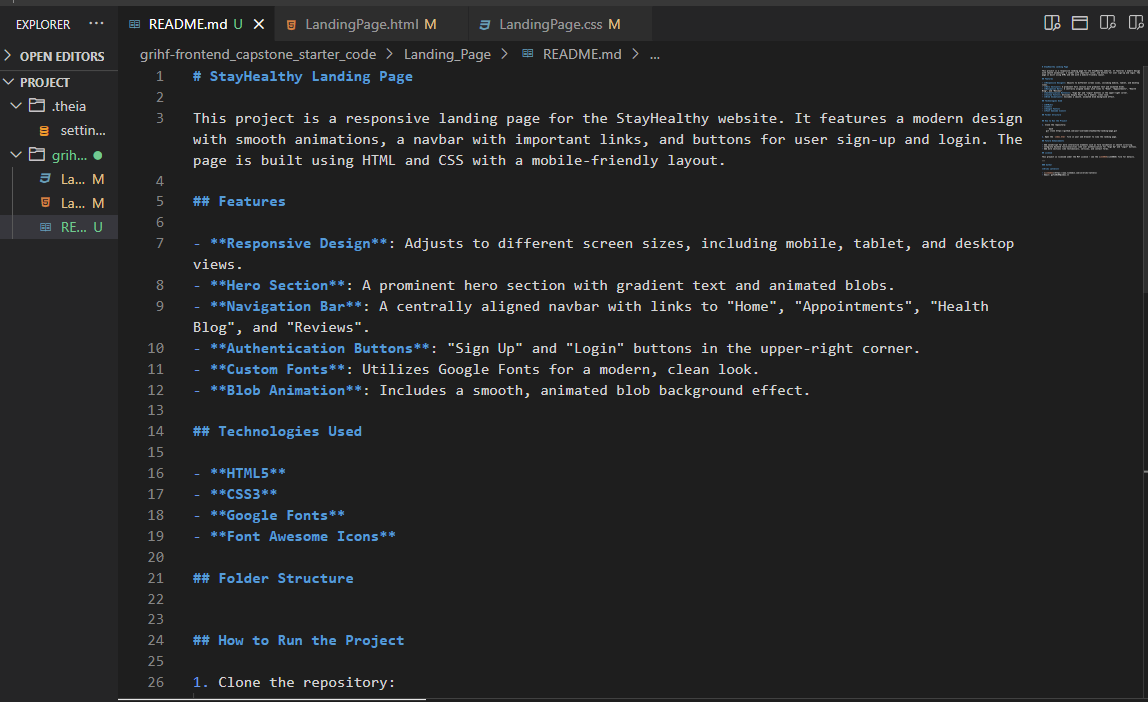 EXPLORER
README.md U
LandingPage.html M
LandingPage.css M
OPEN EDITORS
grihf-frontend_capstone_starter_code > Landing_Page > README.md > ...
PROJECT
.theia
settin...
grih...
La... M
La... M
RE... U
1 # StayHealthy Landing Page
2
3 This project is a responsive landing page for the StayHealthy website. It features a modern design
with smooth animations, a navbar with important links, and buttons for user sign-up and login. The
page is built using HTML and CSS with a mobile-friendly layout.
4
5 ## Features
6
7 - **Responsive Design**: Adjusts to different screen sizes, including mobile, tablet, and desktop
views.
8 - **Hero Section**: A prominent hero section with gradient text and animated blobs.
9 - **Navigation Bar**: A centrally aligned navbar with links to "Home", "Appointments", "Health
Blog", and "Reviews".
10 - **Authentication Buttons**: "Sign Up" and "Login" buttons in the upper-right corner.
11 - **Custom Fonts**: Utilizes Google Fonts for a modern, clean look.
12 - **Blob Animation**: Includes a smooth, animated blob background effect.
13
14 ## Technologies Used
15
16 - **HTML5**
17 - **CSS3**
18 - **Google Fonts**
19 - **Font Awesome Icons**
20
21 ## Folder Structure
22
23
24 ## How to Run the Project
25
26 1. Clone the repository: